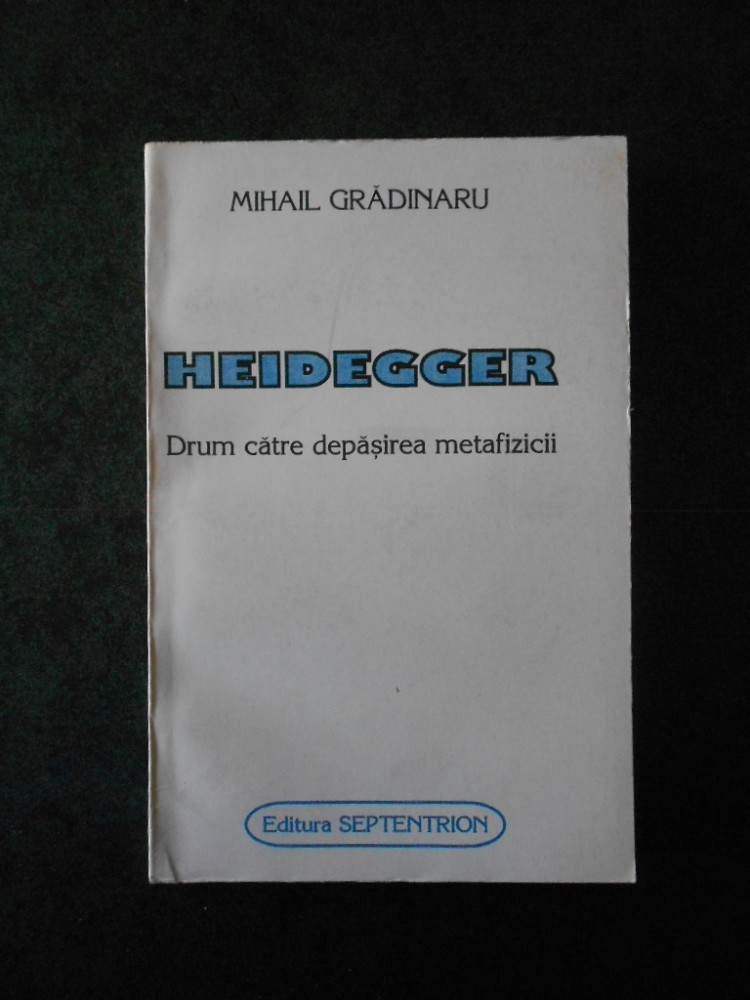 MIHAIL GRĂDINARU
HEIDEGGER
Drum către depășirea metafizicii
Editura SEPTENTRION